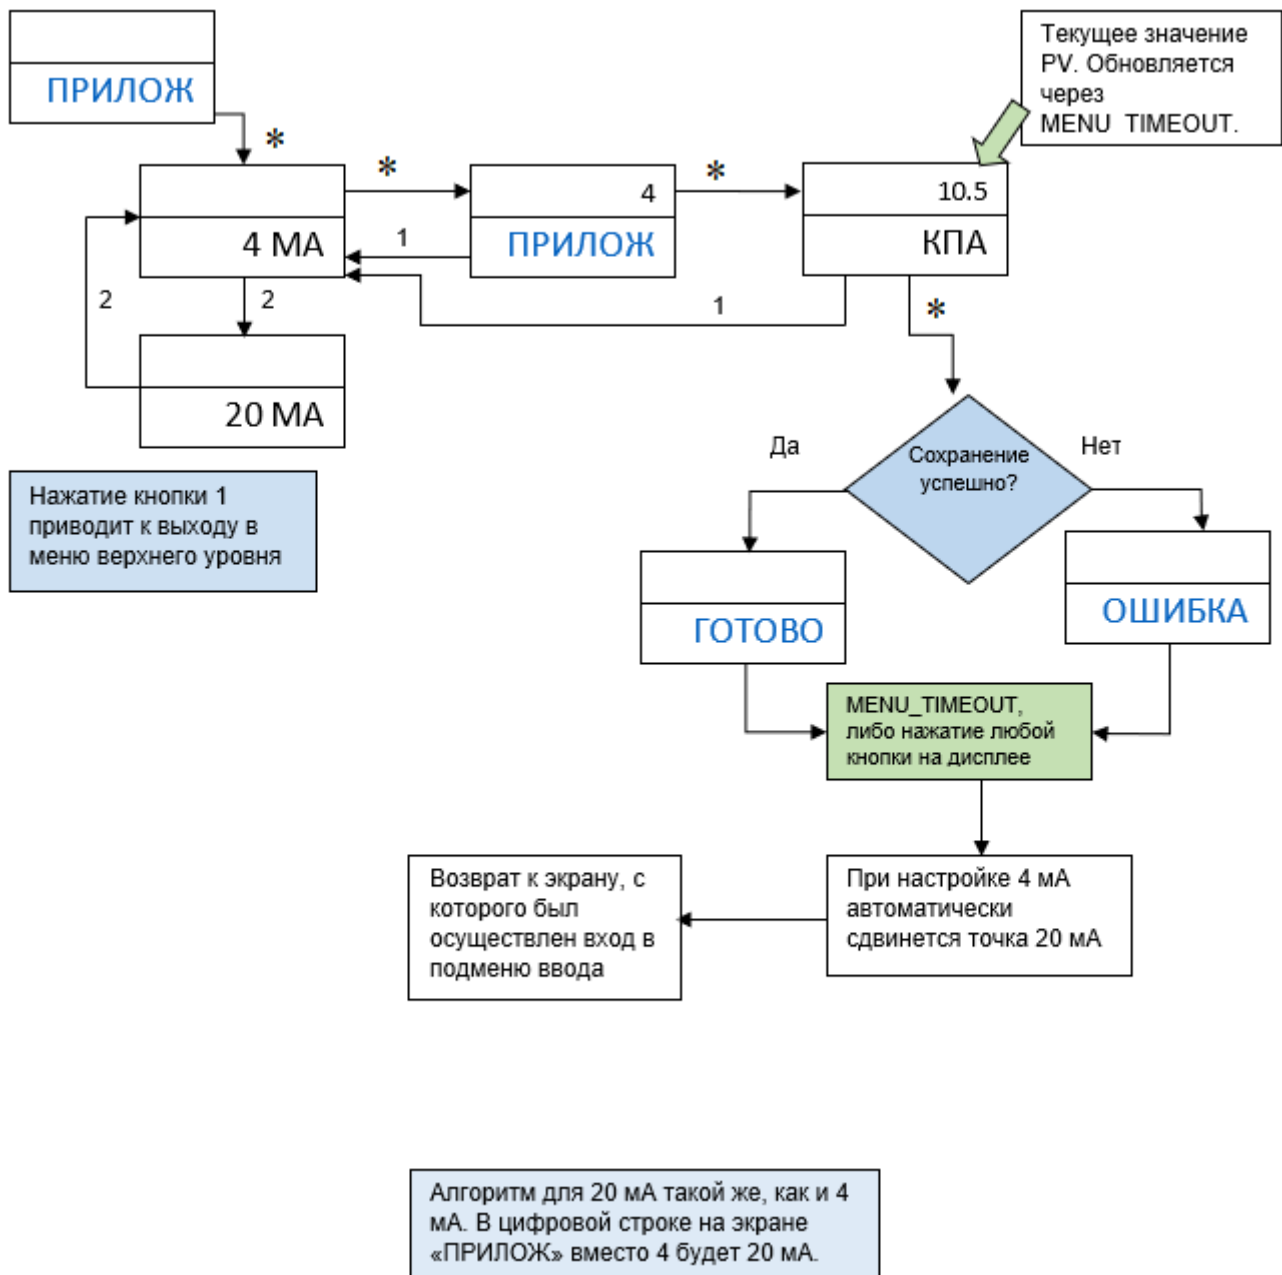 ПРИЛОЖ
Текущее значение
PV. Обновляется
через
MENU TIMEOUT.
*
*
*
4
10.5
4 МА
1
ПРИЛОЖ
КПА
2
2
1
*
20 МА
Нажатие кнопки 1
приводит к выходу в
меню верхнего уровня
Да
Сохранение
успешно?
Нет
ГОТОВО
ОШИБКА
MENU_TIMEOUT,
либо нажатие любой
кнопки на дисплее
При настройке 4 мА
автоматически
сдвинется точка 20 мА
Возврат к экрану, с
которого был
осуществлен вход в
подменю ввода
Алгоритм для 20 мА такой же, как и 4
мА. В цифровой строке на экране
«ПРИЛОЖ» вместо 4 будет 20 мА.